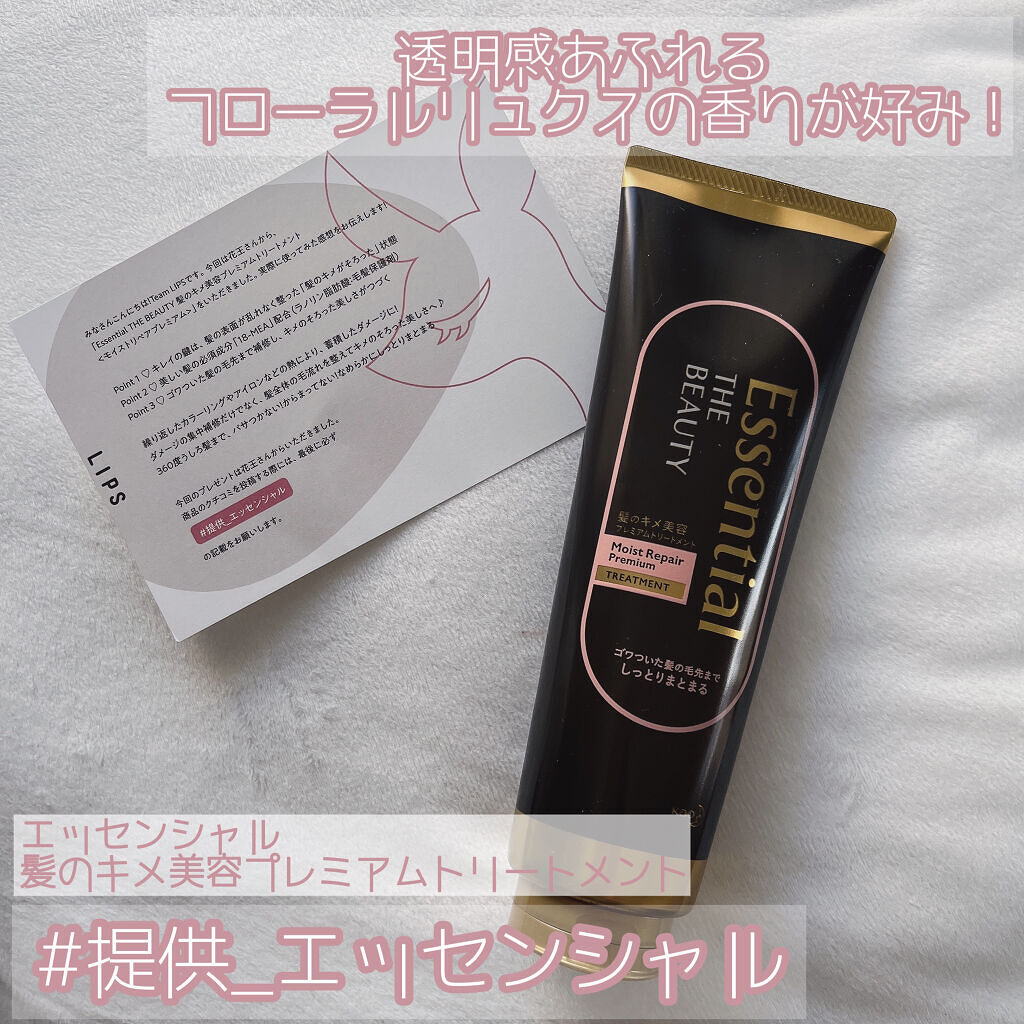 透明感あふれる
フローラルリュクスの香りが好み！
みなさんこんにちは!Team LIPSです。今回は花王さんから、
「Essential THE BEAUTY 髪のキメ美容プレミアムトリートメント
<モイストリペアプレミアム>」をいただきました。実際に使ってみた感想をお伝えします!
Point 1 ♡ キレイの鍵は、髪の表面が乱れなく整った「髪のキメがそろった」状態
Point 2 ♡ 美しい髪の必須成分「18-MEA」配合(ラノリン脂肪酸:毛髪保護剤)
Point 3 ♡ ゴワついた髪の毛先まで補修し、キメのそろった美しさがつづく
繰り返したカラーリングやアイロンなどの熱により、蓄積したダメージに!
ダメージの集中補修だけでなく、髪全体の毛流れを整えてキメのそろった美しさへ♪
360度うしろ髪まで、パサつかない!からまってない!なめらかにしっとりまとまる
今回のプレゼントは花王さんからいただきました。
商品のクチコミを投稿する際には、最後に必ず
#提供_エッセンシャル
の記載をお願いします。
LIPS
Essential
THE
BEAUTY
髪のキメ美容
プレミアムトリートメント
Moist Repair
Premium
TREATMENT
ゴワついた髪の毛先まで
しっとりまとまる
Kao
エッセンシャル
髪のキメ美容プレミアムトリートメント
#提供_エッセンシャル